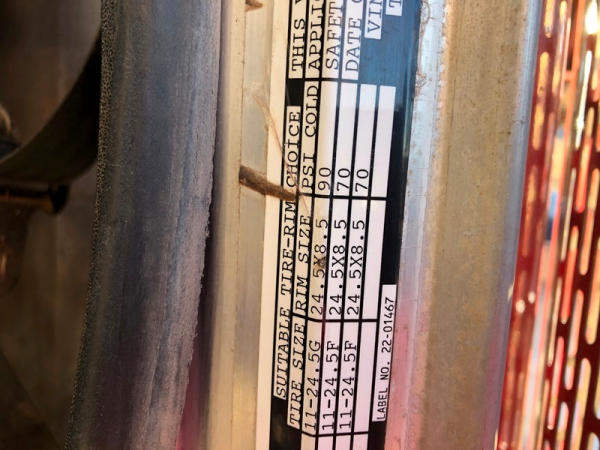 SUITABLE TIRE-RIM CHOICE
TIRE SIZE RIM SIZE PSI COLD
11-24.5G 24.5X8.5 90
11-24.5F 24.5X8.5 70
11-24.5F 24.5X8.5 70
LABEL NO. 22-01467
THIS
APPLIC
SAFET
DATE O
VIN
T